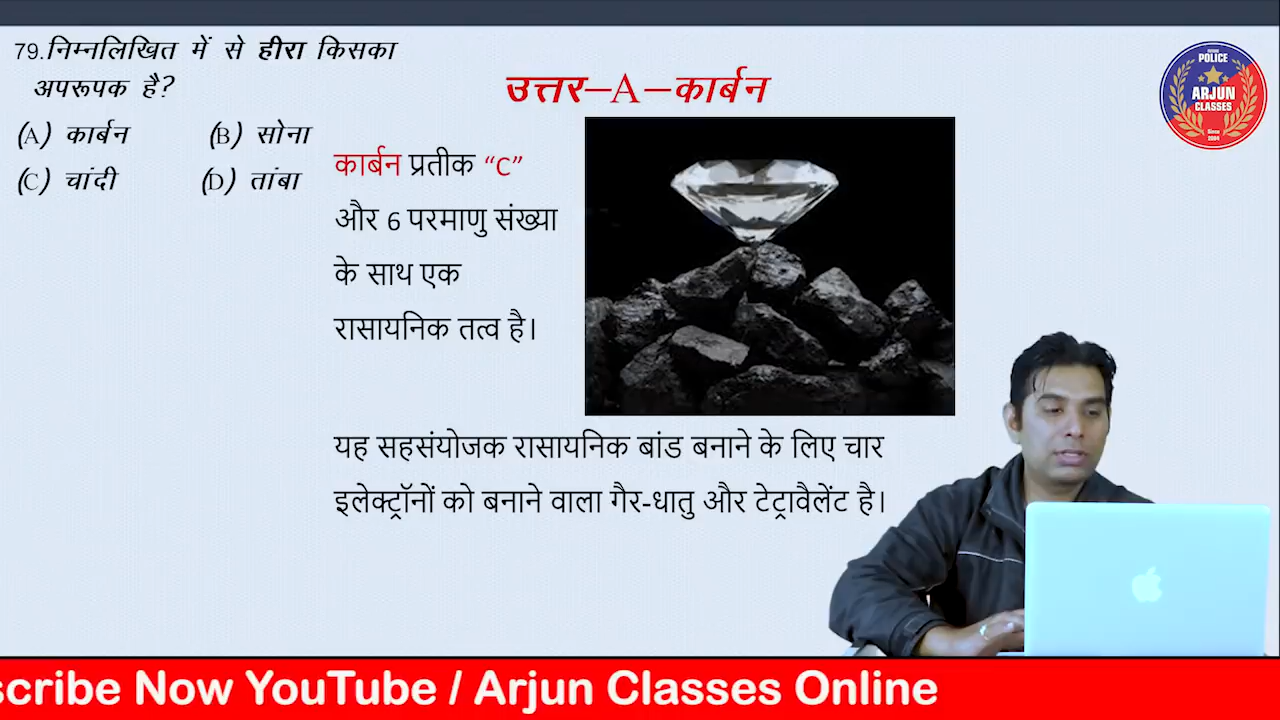 79.निम्नलिखित में से हीरा किसका
अपरूपक है?
(A) कार्बन (B) सोना
(C) चांदी (D) तांबा
उत्तर–A–कार्बन
कार्बन प्रतीक “C”
और 6 परमाणु संख्या
के साथ एक
रासायनिक तत्व है।
यह सहसंयोजक रासायनिक बांड बनाने के लिए चार
इलेक्ट्रॉनों को बनाने वाला गैर-धातु और टेट्रावैलेंट है।
POLICE
ARJUN
CLASSES
Since
scribe Now YouTube / Arjun Classes Online